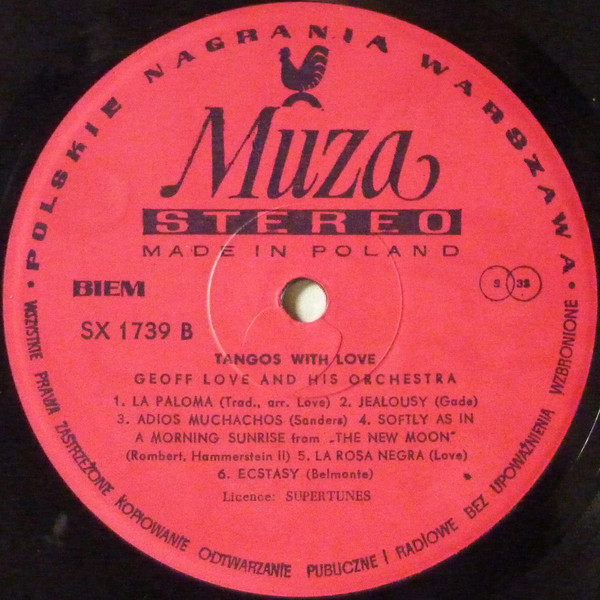 • POLSKIE NAGRANIA WARSZAWA •
Muza
STEREO
MADE IN POLAND
BIEM
S 33
SX 1739 B
TANGOS WITH LOVE
GEOFF LOVE AND HIS ORCHESTRA
1. LA PALOMA (Trad., arr. Love) 2. JEALOUSY (Gade)
3. ADIOS MUCHACHOS (Sanders) 4. SOFTLY AS IN
A MORNING SUNRISE from „THE NEW MOON"
(Rombert, Hammerstein II) 5. LA ROSA NEGRA (Love)
6. ECSTASY (Belmonte)
Licence: SUPERTUNES
WSZYSTKIE PRAWA ZASTRZEŻONE KOPIOWANIE ODTWARZANIE PUBLICZNE I RADIOWE BEZ UPOWAŻNIENIA WZBRONIONE